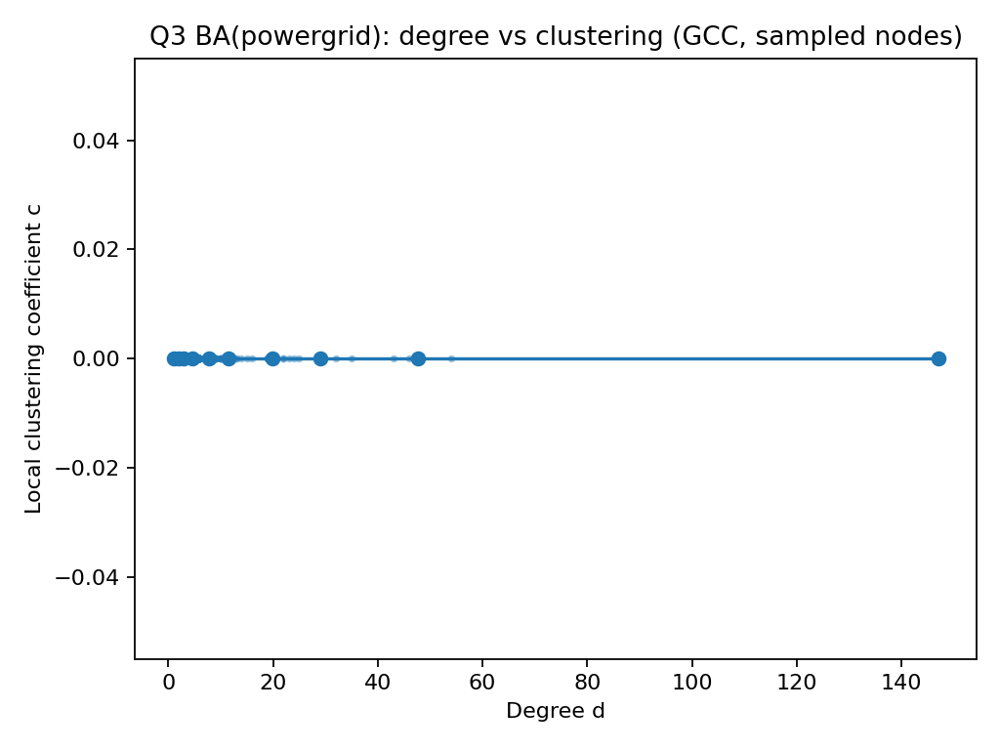 Q3 BA(powergrid): degree vs clustering (GCC, sampled nodes)
Local clustering coefficient c
0.04
0.02
0.00
−0.02
−0.04
0 20 40 60 80 100 120 140
Degree d